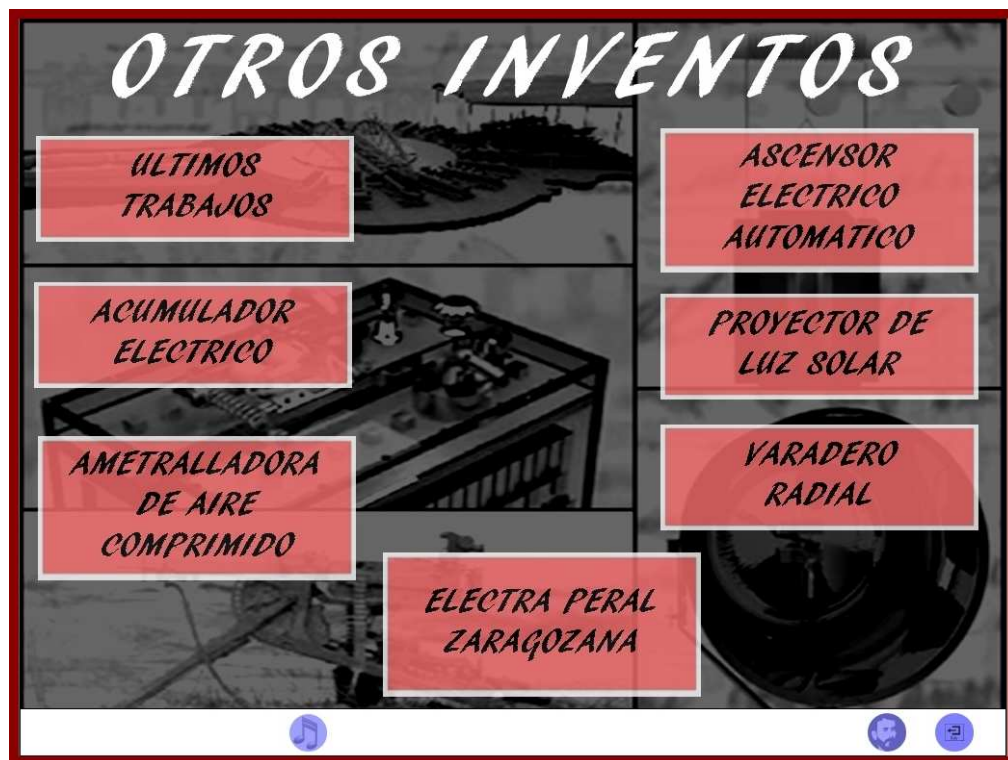 OTROS INVENTOS
ULTIMOS
TRABAJOS
ASCENSOR
ELECTRICO
AUTOMATICO
ACUMULADOR
ELECTRICO
PROYECTOR DE
LUZ SOLAR
AMETRALLADORA
DE AIRE
COMPRIMIDO
VARADERO
RADIAL
ELECTRA PERAL
ZARAGOZANA